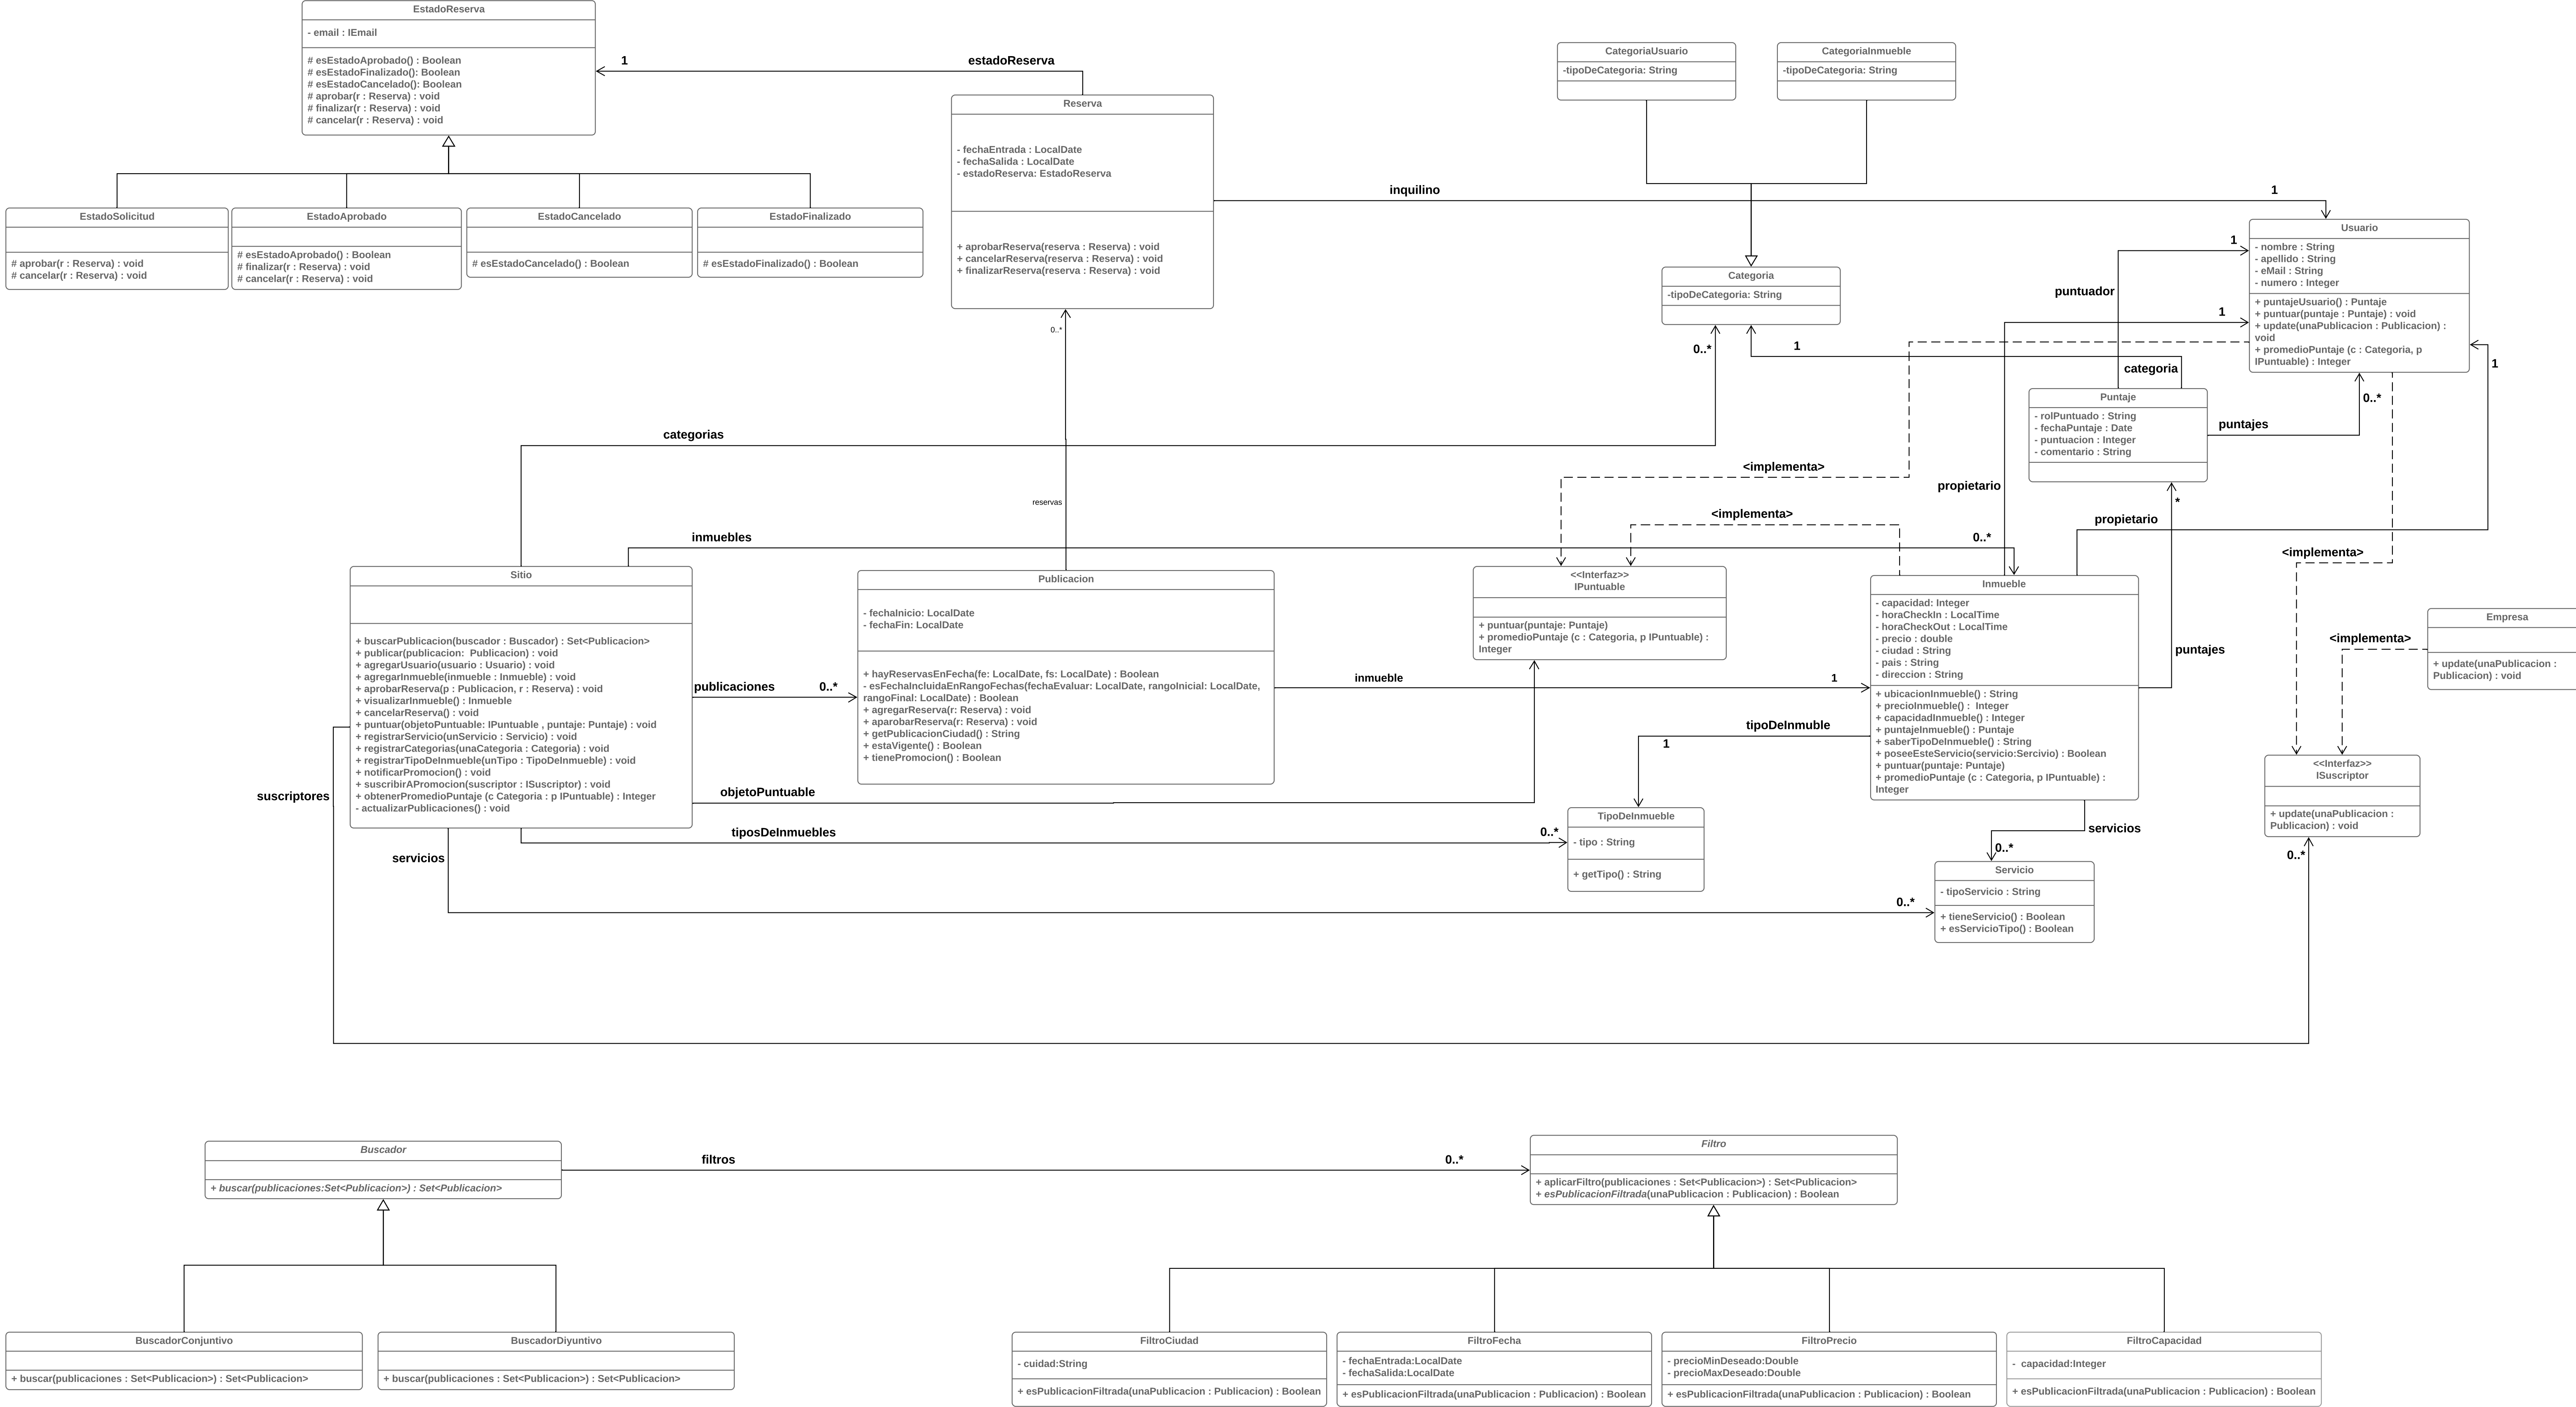 EstadoReserva
- email : IEmail
# esEstadoAprobado() : Boolean
# esEstadoFinalizado(): Boolean
# esEstadoCancelado(): Boolean
# aprobar(r : Reserva) : void
# finalizar(r : Reserva) : void
# cancelar(r : Reserva) : void
1
estadoReserva
EstadoSolicitud
# aprobar(r : Reserva) : void
# cancelar(r : Reserva) : void
EstadoAprobado
# esEstadoAprobado() : Boolean
# finalizar(r : Reserva) : void
# cancelar(r : Reserva) : void
EstadoCancelado
# esEstadoCancelado() : Boolean
EstadoFinalizado
# esEstadoFinalizado() : Boolean
Reserva
- fechaEntrada : LocalDate
- fechaSalida : LocalDate
- estadoReserva: EstadoReserva
+ aprobarReserva(reserva : Reserva) : void
+ cancelarReserva(reserva : Reserva) : void
+ finalizarReserva(reserva : Reserva) : void
0..*
reservas
CategoriaUsuario
-tipoDeCategoria: String
CategoriaInmueble
-tipoDeCategoria: String
inquilino
1
Categoria
-tipoDeCategoria: String
0..*
1
categoria
Usuario
- nombre : String
- apellido : String
- eMail : String
- numero : Integer
+ puntajeUsuario() : Puntaje
+ puntuar(puntaje : Puntaje) : void
+ update(unaPublicacion : Publicacion) :
void
+ promedioPuntaje (c : Categoria, p
IPuntuable) : Integer
1
puntuador
1
1
0..*
Puntaje
- rolPuntuado : String
- fechaPuntaje : Date
- puntuacion : Integer
- comentario : String
puntajes
*
categorias
<implementa>
<implementa>
propietario
propietario
<implementa>
<implementa>
inmuebles
0..*
Sitio
+ buscarPublicacion(buscador : Buscador) : Set<Publicacion>
+ publicar(publicacion:  Publicacion) : void
+ agregarUsuario(usuario : Usuario) : void
+ agregarInmueble(inmueble : Inmueble) : void
+ aprobarReserva(p : Publicacion, r : Reserva) : void
+ visualizarInmueble() : Inmueble
+ cancelarReserva() : void
+ puntuar(objetoPuntuable: IPuntuable , puntaje: Puntaje) : void
+ registrarServicio(unServicio : Servicio) : void
+ registrarCategorias(unaCategoria : Categoria) : void
+ registrarTipoDeInmueble(unTipo : TipoDeInmueble) : void
+ notificarPromocion() : void
+ suscribirAPromocion(suscriptor : ISuscriptor) : void
+ obtenerPromedioPuntaje (c Categoria : p IPuntuable) : Integer
- actualizarPublicaciones() : void
publicaciones
0..*
Publicacion
- fechaInicio: LocalDate
- fechaFin: LocalDate
+ hayReservasEnFecha(fe: LocalDate, fs: LocalDate) : Boolean
- esFechaIncluidaEnRangoFechas(fechaEvaluar: LocalDate, rangoInicial: LocalDate,
rangoFinal: LocalDate) : Boolean
+ agregarReserva(r: Reserva) : void
+ aparobarReserva(r: Reserva) : void
+ getPublicacionCiudad() : String
+ estaVigente() : Boolean
+ tienePromocion() : Boolean
<<Interfaz>>
IPuntuable
+ puntuar(puntaje: Puntaje)
+ promedioPuntaje (c : Categoria, p IPuntuable) :
Integer
inmueble
1
Inmueble
- capacidad: Integer
- horaCheckIn : LocalTime
- horaCheckOut : LocalTime
- precio : double
- ciudad : String
- pais : String
- direccion : String
+ ubicacionInmueble() : String
+ precioInmueble() :  Integer
+ capacidadInmueble() : Integer
+ puntajeInmueble() : Puntaje
+ saberTipoDeInmueble() : String
+ poseeEsteServicio(servicio:Sercivio) : Boolean
+ puntuar(puntaje: Puntaje)
+ promedioPuntaje (c : Categoria, p IPuntuable) :
Integer
puntajes
Empresa
+ update(unaPublicacion :
Publicacion) : void
<<Interfaz>>
ISuscriptor
+ update(unaPublicacion :
Publicacion) : void
0..*
tipoDeInmuble
1
suscriptores
objetoPuntuable
tiposDeInmuebles
0..*
servicios
TipoDeInmueble
- tipo : String
+ getTipo() : String
servicios
0..*
0..*
Servicio
- tipoServicio : String
+ tieneServicio() : Boolean
+ esServicioTipo() : Boolean
Buscador
+ buscar(publicaciones:Set<Publicacion>) : Set<Publicacion>
filtros
0..*
Filtro
+ aplicarFiltro(publicaciones : Set<Publicacion>) : Set<Publicacion>
+ esPublicacionFiltrada(unaPublicacion : Publicacion) : Boolean
BuscadorConjuntivo
+ buscar(publicaciones : Set<Publicacion>) : Set<Publicacion>
BuscadorDiyuntivo
+ buscar(publicaciones : Set<Publicacion>) : Set<Publicacion>
FiltroCiudad
- cuidad:String
+ esPublicacionFiltrada(unaPublicacion : Publicacion) : Boolean
FiltroFecha
- fechaEntrada:LocalDate
- fechaSalida:LocalDate
+ esPublicacionFiltrada(unaPublicacion : Publicacion) : Boolean
FiltroPrecio
- precioMinDeseado:Double
- precioMaxDeseado:Double
+ esPublicacionFiltrada(unaPublicacion : Publicacion) : Boolean
FiltroCapacidad
-  capacidad:Integer
+ esPublicacionFiltrada(unaPublicacion : Publicacion) : Boolean